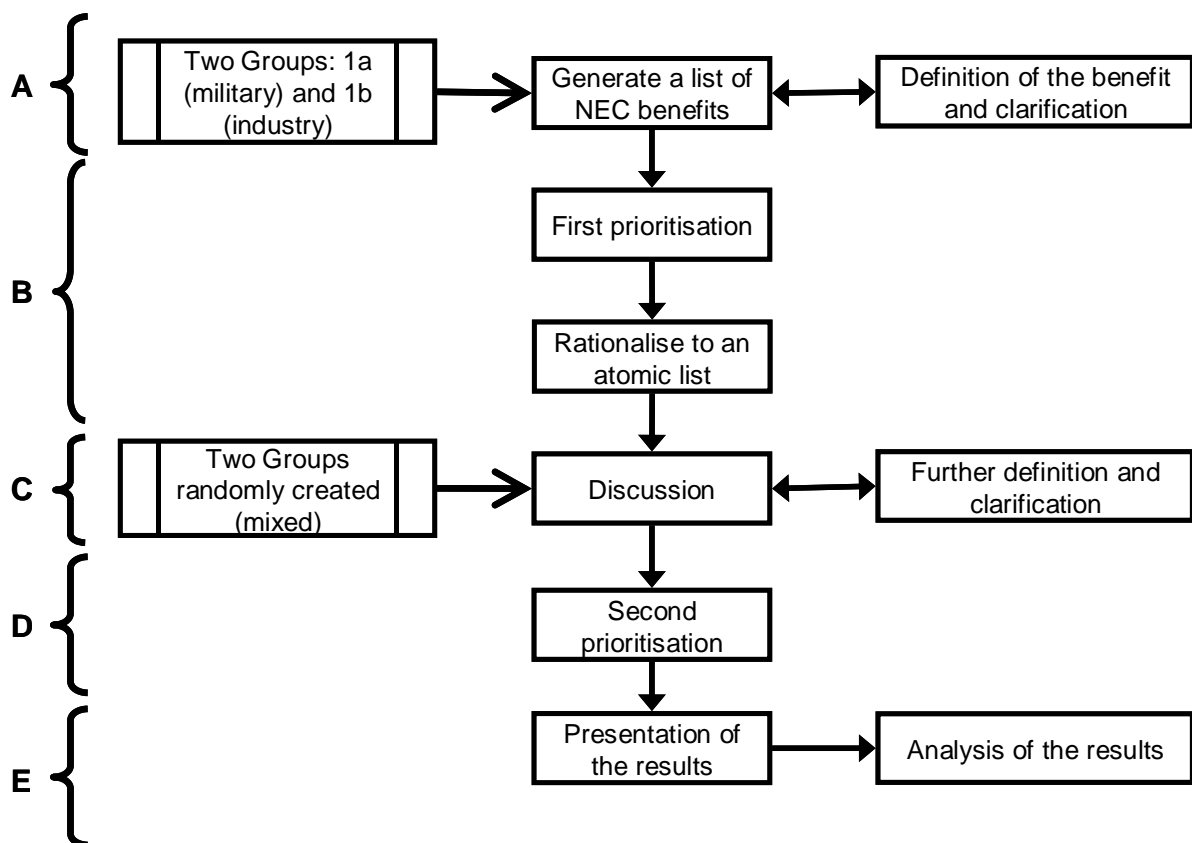 A
Two Groups: 1a
(military) and 1b
(industry)
Generate a list of
NEC benefits
Definition of the benefit
and clarification
B
First prioritisation
Rationalise to an
atomic list
C
Two Groups
randomly created
(mixed)
Discussion
Further definition and
clarification
D
Second
prioritisation
E
Presentation of
the results
Analysis of the results